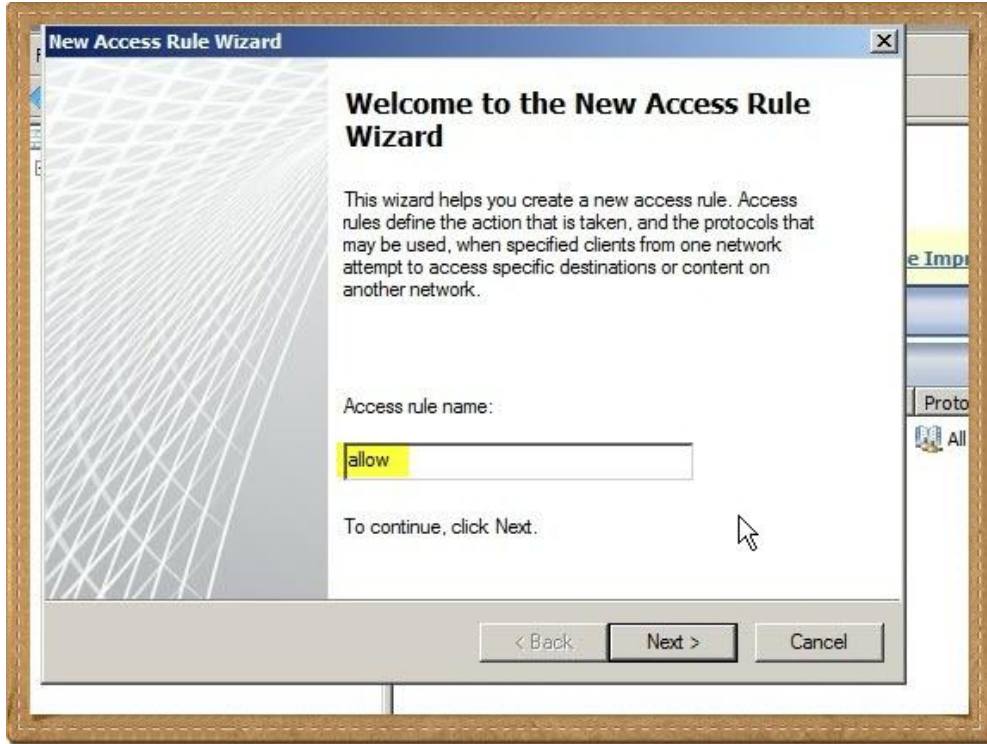 New Access Rule Wizard
Welcome to the New Access Rule
Wizard
This wizard helps you create a new access rule. Access
rules define the action that is taken, and the protocols that
may be used, when specified clients from one network
attempt to access specific destinations or content on
another network.
e Imp
Proto
All
Access rule name:
allow
To continue, click Next.
< Back
Next >
Cancel